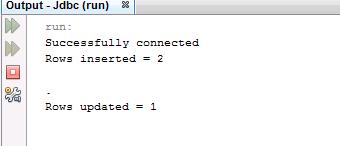 Output - Jdbc (run)
run:
Successfully connected
Rows inserted = 2
.
Rows updated = 1